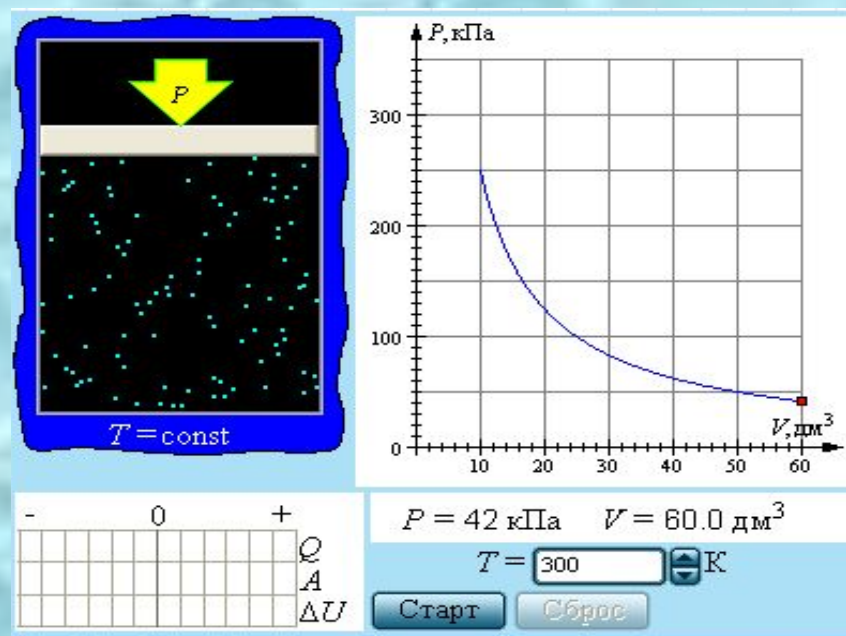 P
T = const
P, кПа
300
200
100
0
10 20 30 40 50 60
V, дм³
- 0 +
Q
A
ΔU
P = 42 кПа V = 60.0 дм³
T = 300 К
Старт Сброс